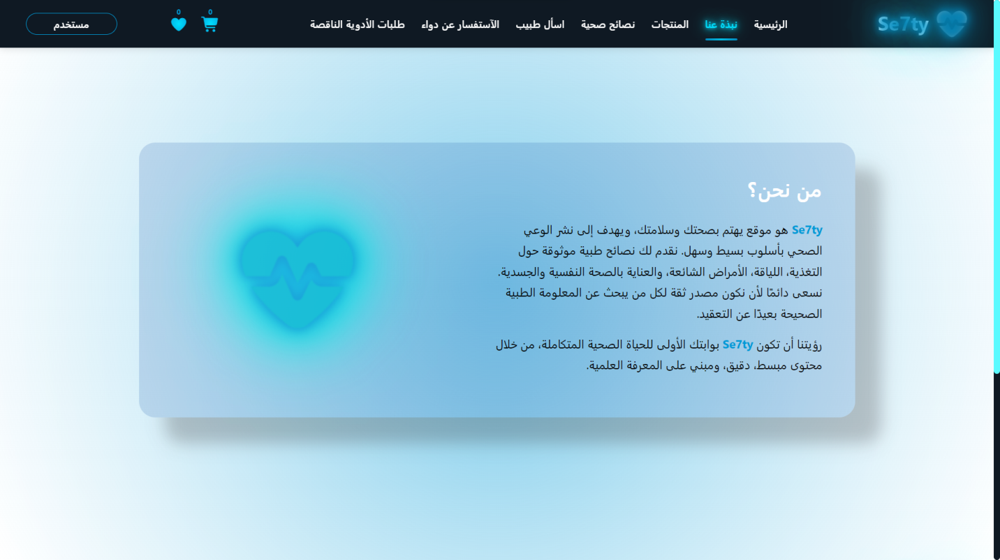 Se7ty
الرئيسية
نبذة عنا
المنتجات
نصائح صحية
اسأل طبيب
الآستفسار عن دواء
طلبات الأدوية الناقصة
0
0
مستخدم
من نحن؟
Se7ty هو موقع يهتم بصحتك وسلامتك، ويهدف إلى نشر الوعي
الصحي بأسلوب بسيط وسهل. نقدم لك نصائح طبية موثوقة حول
التغذية، اللياقة، الأمراض الشائعة، والعناية بالصحة النفسية والجسدية.
نسعى دائمًا لأن نكون مصدر ثقة لكل من يبحث عن المعلومة الطبية
الصحيحة بعيدًا عن التعقيد.
رؤيتنا أن تكون Se7ty بوابتك الأولى للحياة الصحية المتكاملة، من خلال
محتوى مبسط، دقيق، ومبني على المعرفة العلمية.